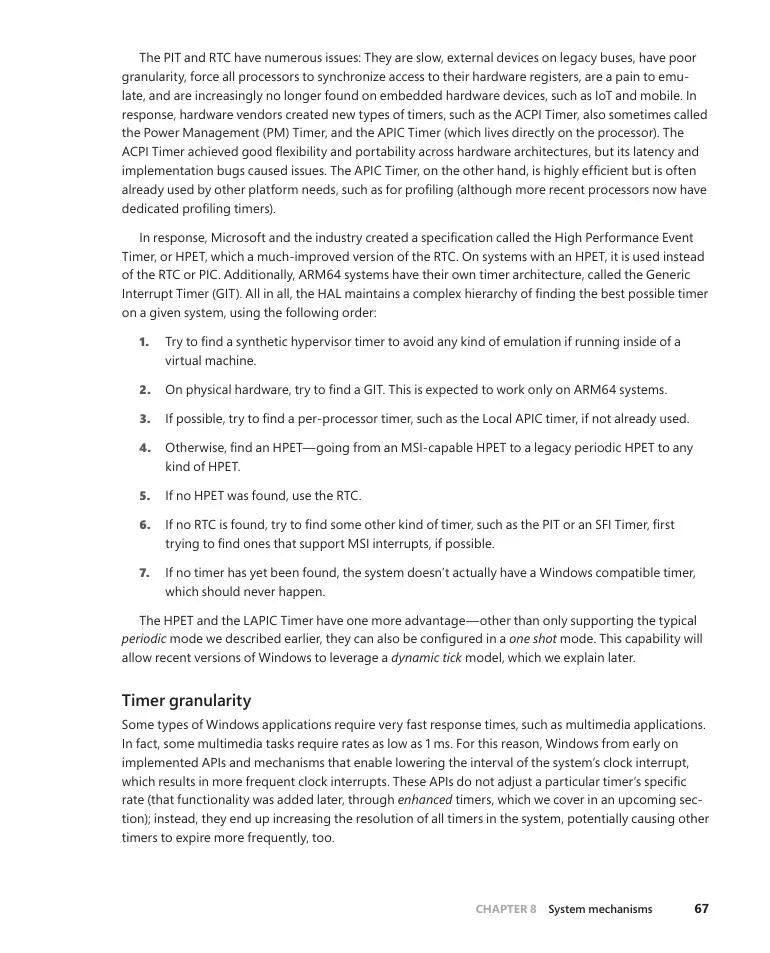 The PIT and RTC have numerous issues: They are slow, external devices on legacy buses, have poor
granularity, force all processors to synchronize access to their hardware registers, are a pain to emu-
late, and are increasingly no longer found on embedded hardware devices, such as IoT and mobile. In
response, hardware vendors created new types of timers, such as the ACPI Timer, also sometimes called
the Power Management (PM) Timer, and the APIC Timer (which lives directly on the processor). The
ACPI Timer achieved good flexibility and portability across hardware architectures, but its latency and
implementation bugs caused issues. The APIC Timer, on the other hand, is highly efficient but is often
already used by other platform needs, such as for profiling (although more recent processors now have
dedicated profiling timers).
In response, Microsoft and the industry created a specification called the High Performance Event
Timer, or HPET, which a much-improved version of the RTC. On systems with an HPET, it is used instead
of the RTC or PIC. Additionally, ARM64 systems have their own timer architecture, called the Generic
Interrupt Timer (GIT). All in all, the HAL maintains a complex hierarchy of finding the best possible timer
on a given system, using the following order:
1. Try to find a synthetic hypervisor timer to avoid any kind of emulation if running inside of a
virtual machine.
2. On physical hardware, try to find a GIT. This is expected to work only on ARM64 systems.
3. If possible, try to find a per-processor timer, such as the Local APIC timer, if not already used.
4. Otherwise, find an HPET—going from an MSI-capable HPET to a legacy periodic HPET to any
kind of HPET.
5. If no HPET was found, use the RTC.
6. If no RTC is found, try to find some other kind of timer, such as the PIT or an SFI Timer, first
trying to find ones that support MSI interrupts, if possible.
7. If no timer has yet been found, the system doesn’t actually have a Windows compatible timer,
which should never happen.
The HPET and the LAPIC Timer have one more advantage—other than only supporting the typical
periodic mode we described earlier, they can also be configured in a one shot mode. This capability will
allow recent versions of Windows to leverage a dynamic tick model, which we explain later.
Timer granularity
Some types of Windows applications require very fast response times, such as multimedia applications.
In fact, some multimedia tasks require rates as low as 1 ms. For this reason, Windows from early on
implemented APIs and mechanisms that enable lowering the interval of the system’s clock interrupt,
which results in more frequent clock interrupts. These APIs do not adjust a particular timer’s specific
rate (that functionality was added later, through enhanced timers, which we cover in an upcoming sec-
tion); instead, they end up increasing the resolution of all timers in the system, potentially causing other
timers to expire more frequently, too.
CHAPTER 8 System mechanisms 67